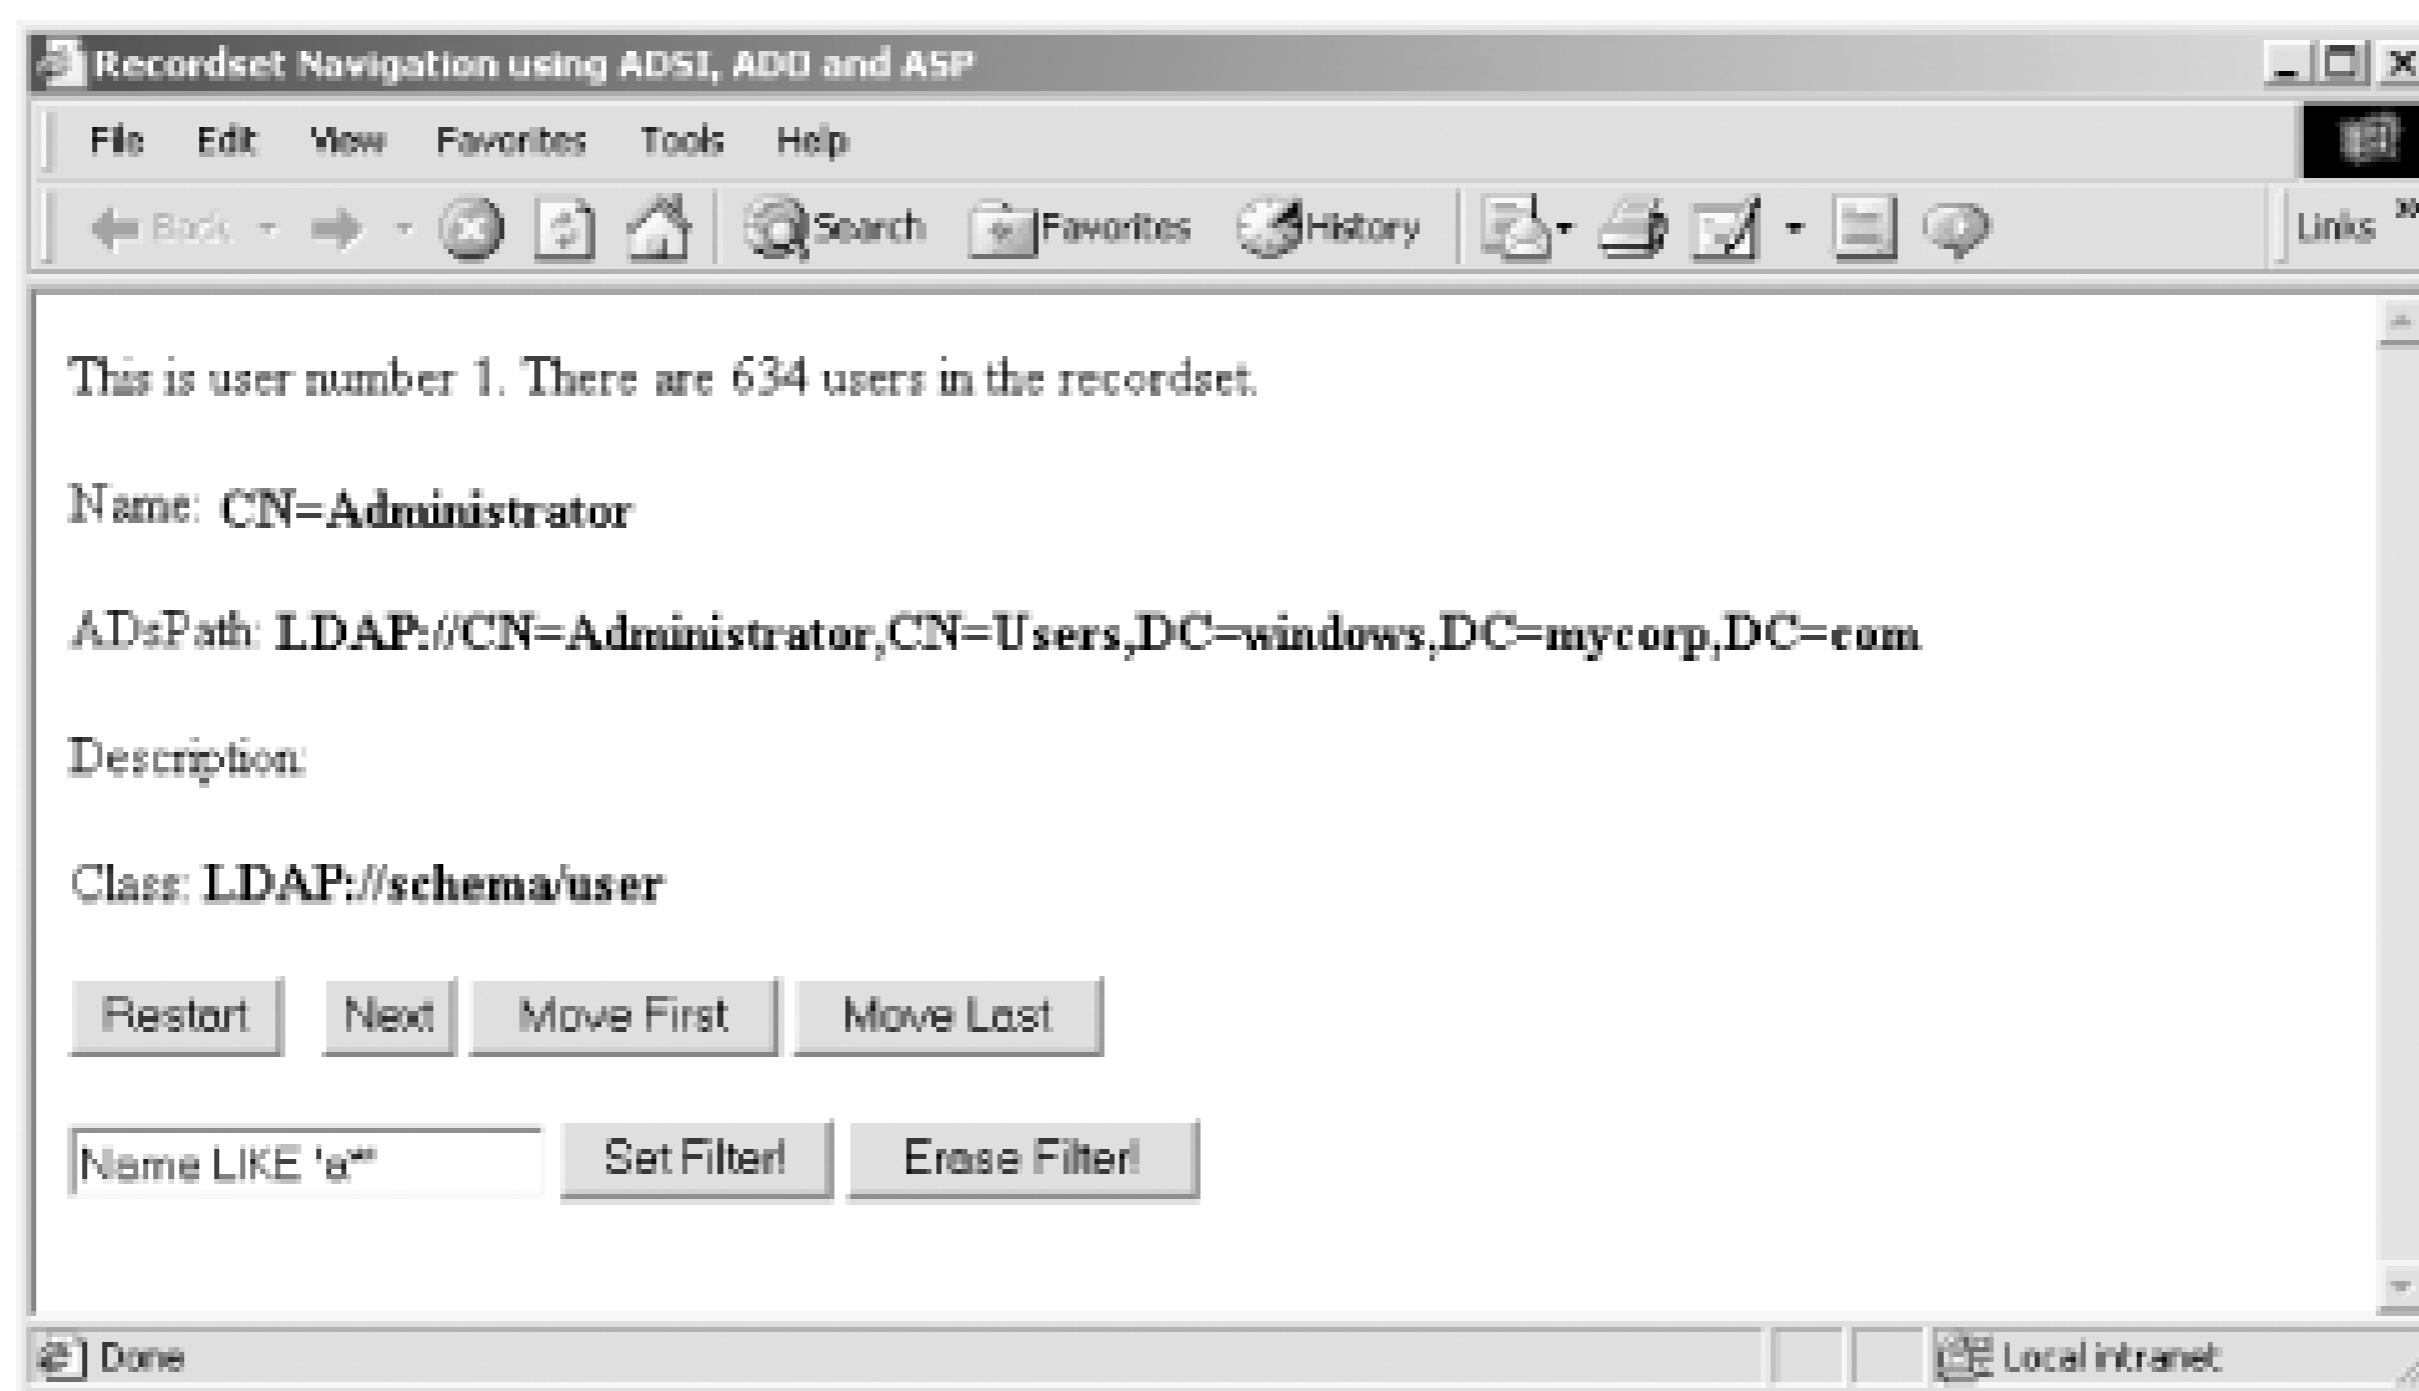 Recordset Navigation using ADSI, ADO and ASP
File Edit View Favorites Tools Help
Back Search Favorites History Links »
This is user number 1. There are 634 users in the recordset.
Name: CN=Administrator
ADsPath: LDAP://CN=Administrator,CN=Users,DC=windows,DC=mycorp,DC=com
Description:
Class: LDAP://schema/user
Restart Next Move First Move Last
Name LIKE 'a*' Set Filter! Erase Filter!
Done Local intranet